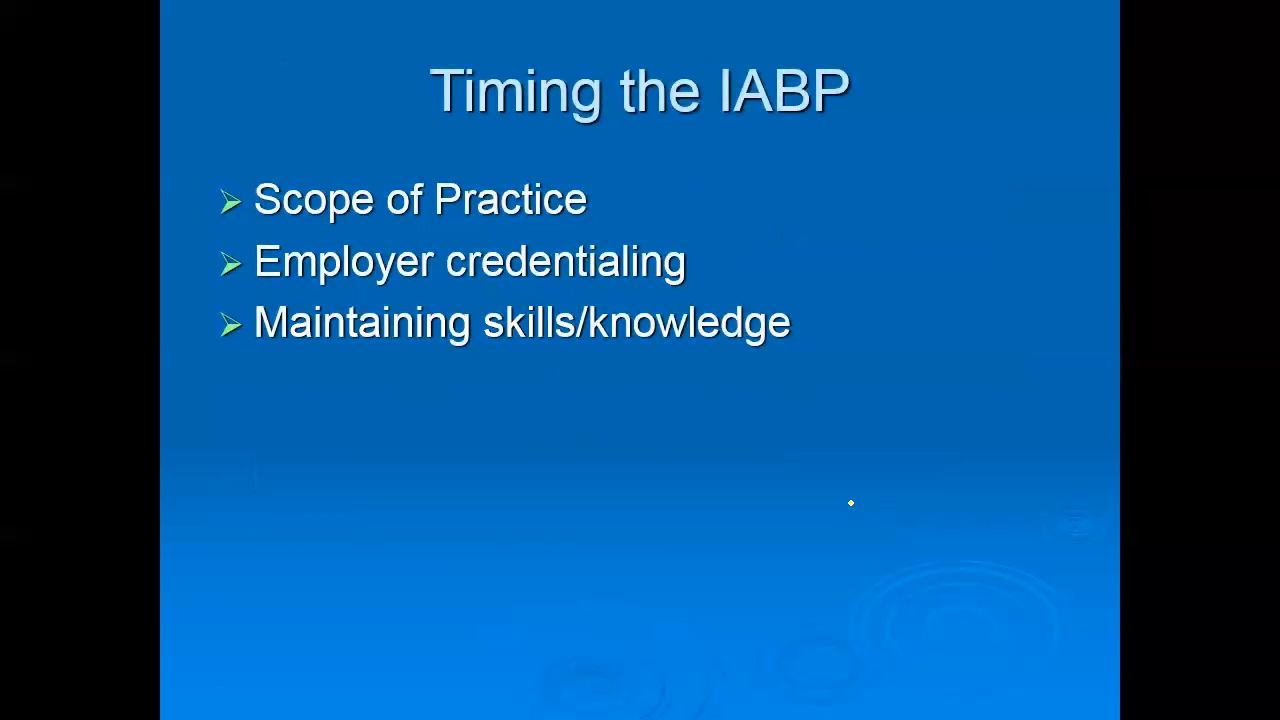 Timing the IABP
Scope of Practice
Employer credentialing
Maintaining skills/knowledge